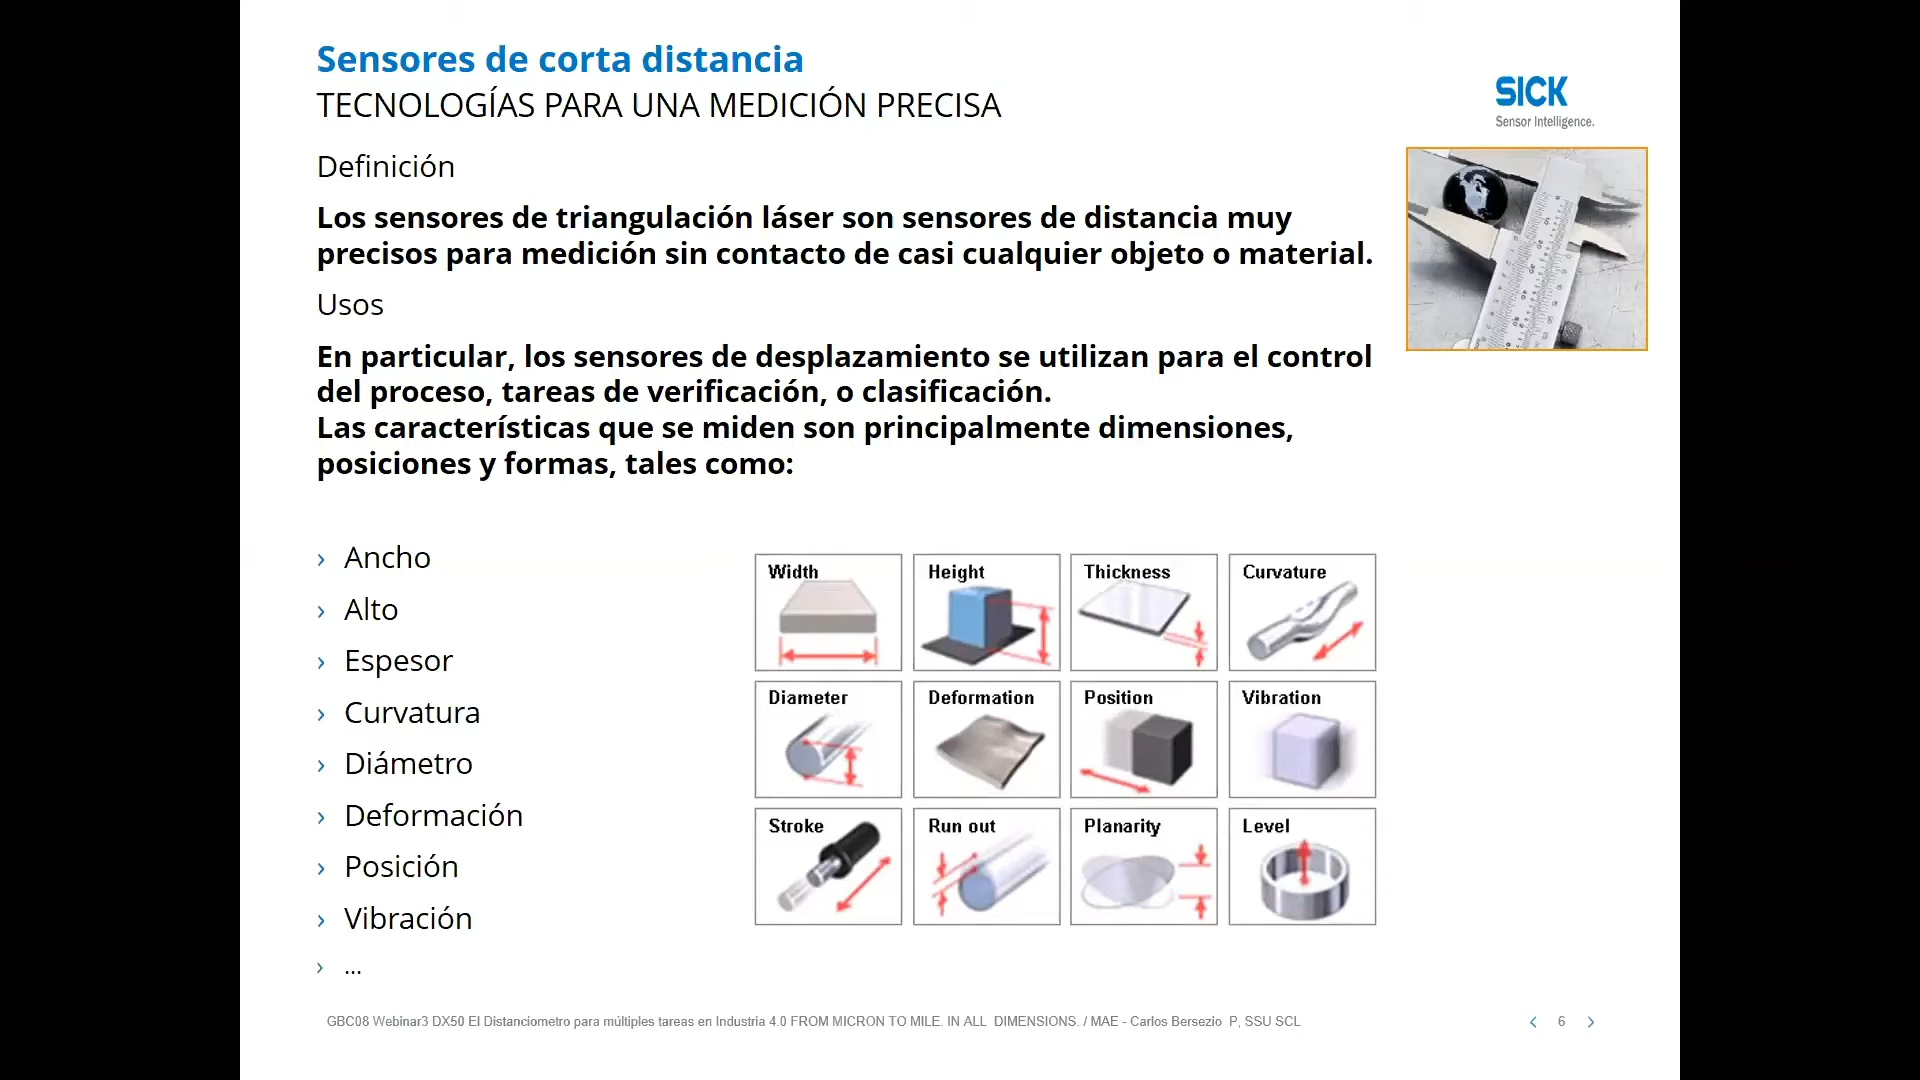 Sensores de corta distancia
TECNOLOGÍAS PARA UNA MEDICIÓN PRECISA
SICK
Sensor Intelligence.
Definición
Los sensores de triangulación láser son sensores de distancia muy
precisos para medición sin contacto de casi cualquier objeto o material.
Usos
En particular, los sensores de desplazamiento se utilizan para el control
del proceso, tareas de verificación, o clasificación.
Las características que se miden son principalmente dimensiones,
posiciones y formas, tales como:
› Ancho
› Alto
› Espesor
› Curvatura
› Diámetro
› Deformación
› Posición
› Vibración
› ...
Width Height Thickness Curvature
Diameter Deformation Position Vibration
Stroke Run out Planarity Level
GBC08 Webinar3 DX50 El Distanciometro para múltiples tareas en Industria 4.0 FROM MICRON TO MILE. IN ALL DIMENSIONS. / MAE - Carlos Bersezio P, SSU SCL
6